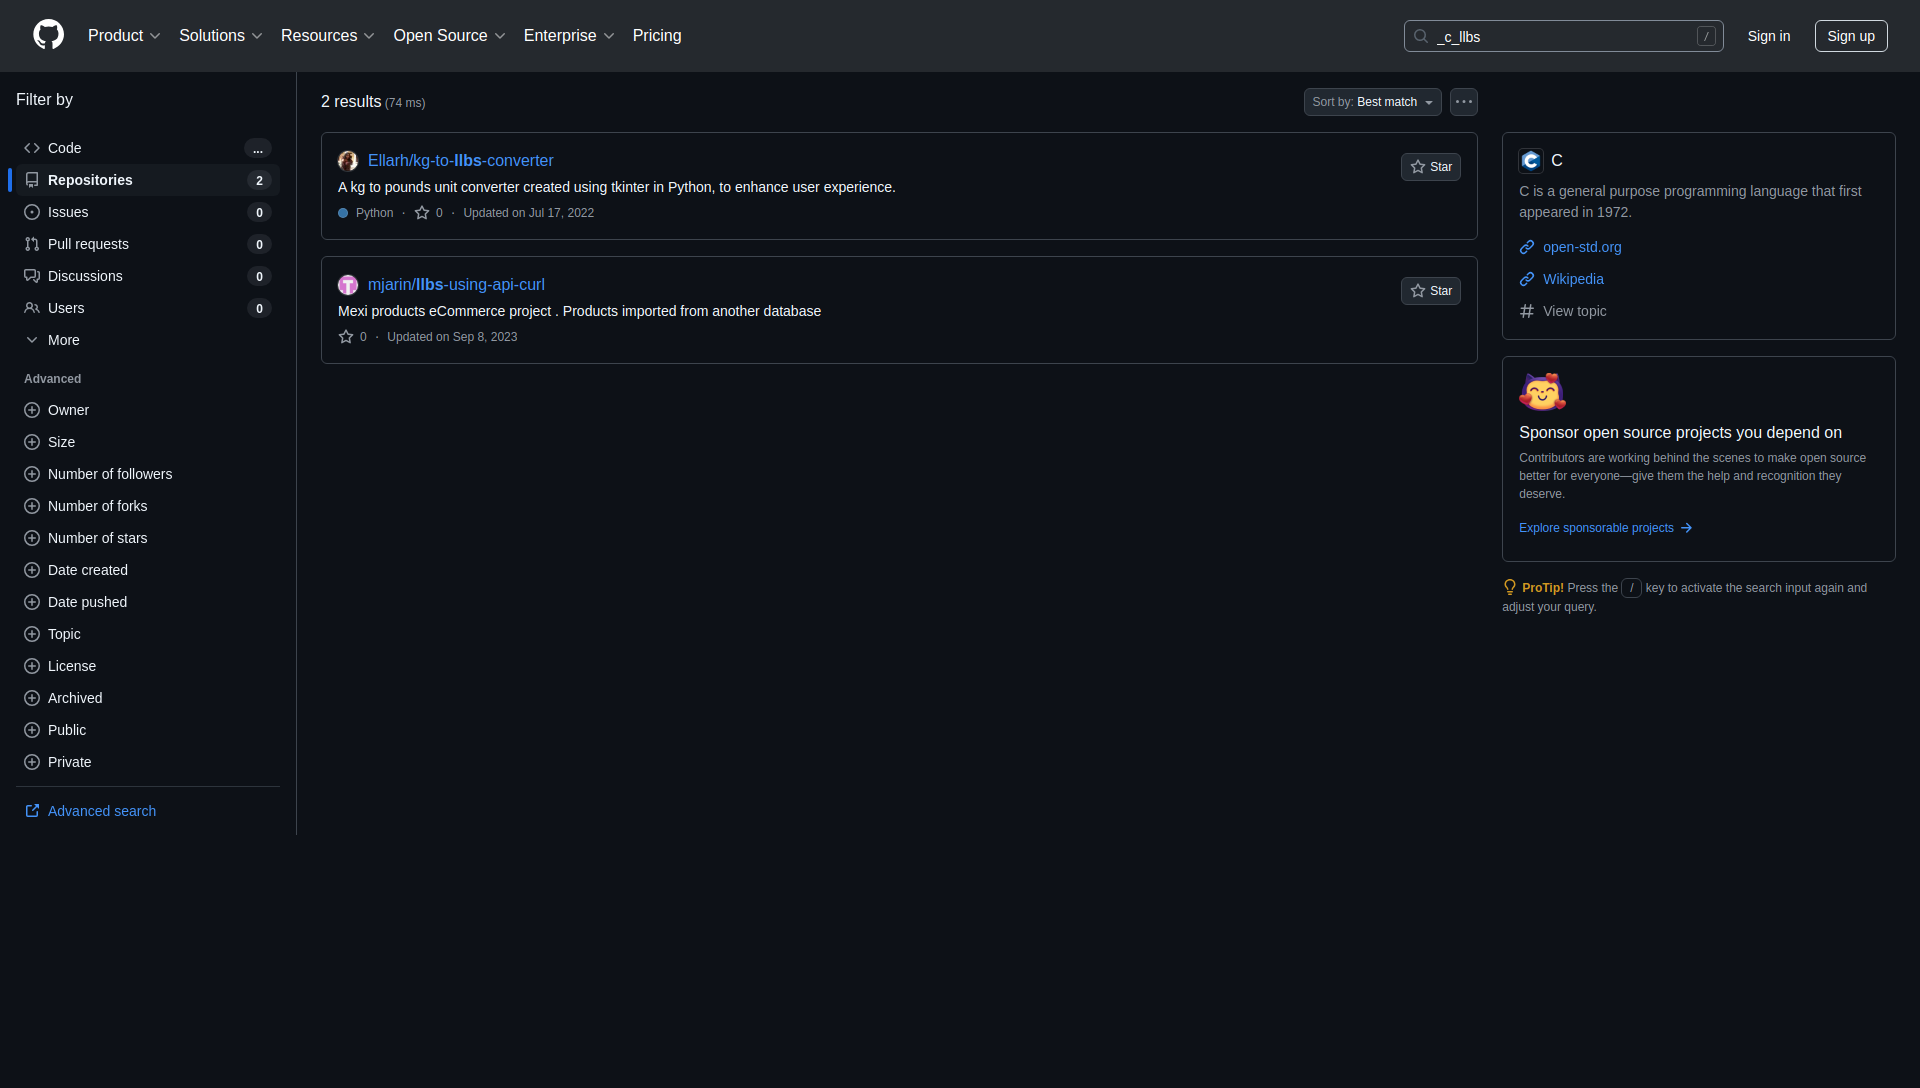 Product
Solutions
Resources
Open Source
Enterprise
Pricing
_c_llbs
/
Sign in
Sign up
Filter by
Code
...
Repositories
2
Issues
0
Pull requests
0
Discussions
0
Users
0
More
Advanced
Owner
Size
Number of followers
Number of forks
Number of stars
Date created
Date pushed
Topic
License
Archived
Public
Private
Advanced search
2 results (74 ms)
Sort by: Best match
Ellarh/kg-to-llbs-converter
Star
A kg to pounds unit converter created using tkinter in Python, to enhance user experience.
Python · 0 · Updated on Jul 17, 2022
mjarin/llbs-using-api-curl
Star
Mexi products eCommerce project . Products imported from another database
0 · Updated on Sep 8, 2023
C
C is a general purpose programming language that first
appeared in 1972.
open-std.org
Wikipedia
View topic
Sponsor open source projects you depend on
Contributors are working behind the scenes to make open source
better for everyone—give them the help and recognition they
deserve.
Explore sponsorable projects
ProTip! Press the / key to activate the search input again and
adjust your query.